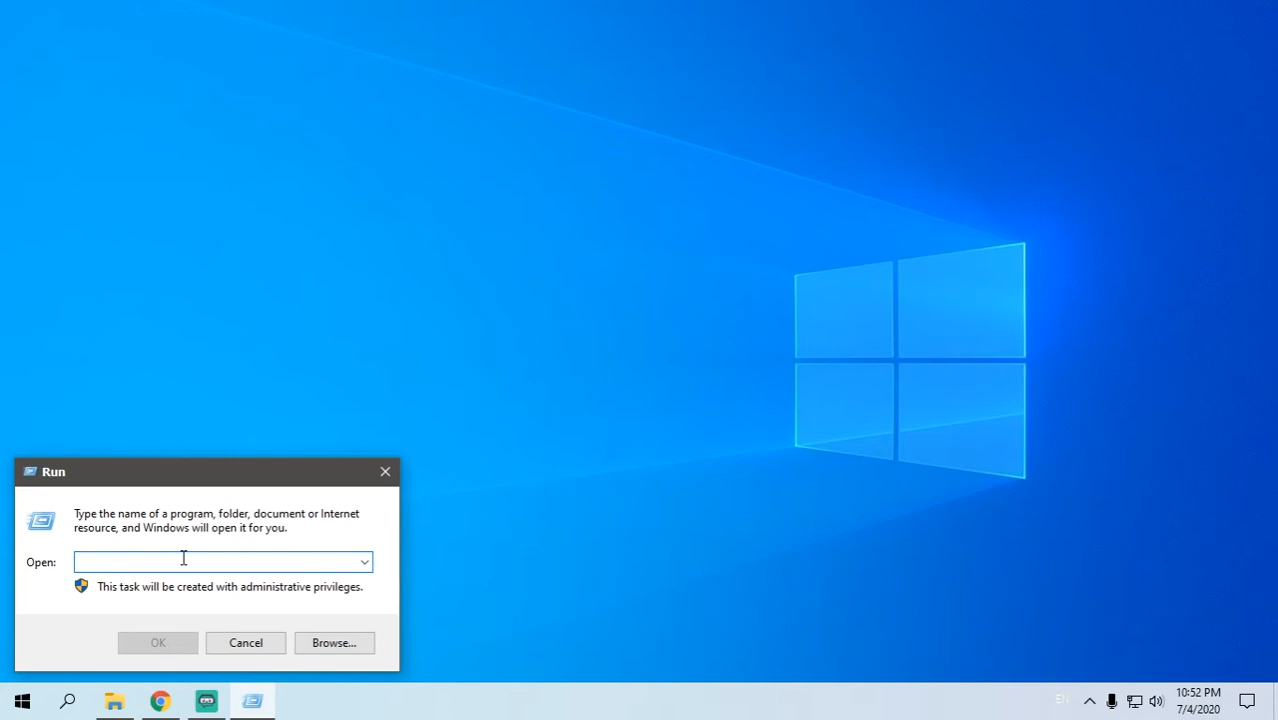 Run
Type the name of a program, folder, document or Internet
resource, and Windows will open it for you.
Open:
This task will be created with administrative privileges.
OK
Cancel
Browse...
EN
10:52 PM
7/4/2020